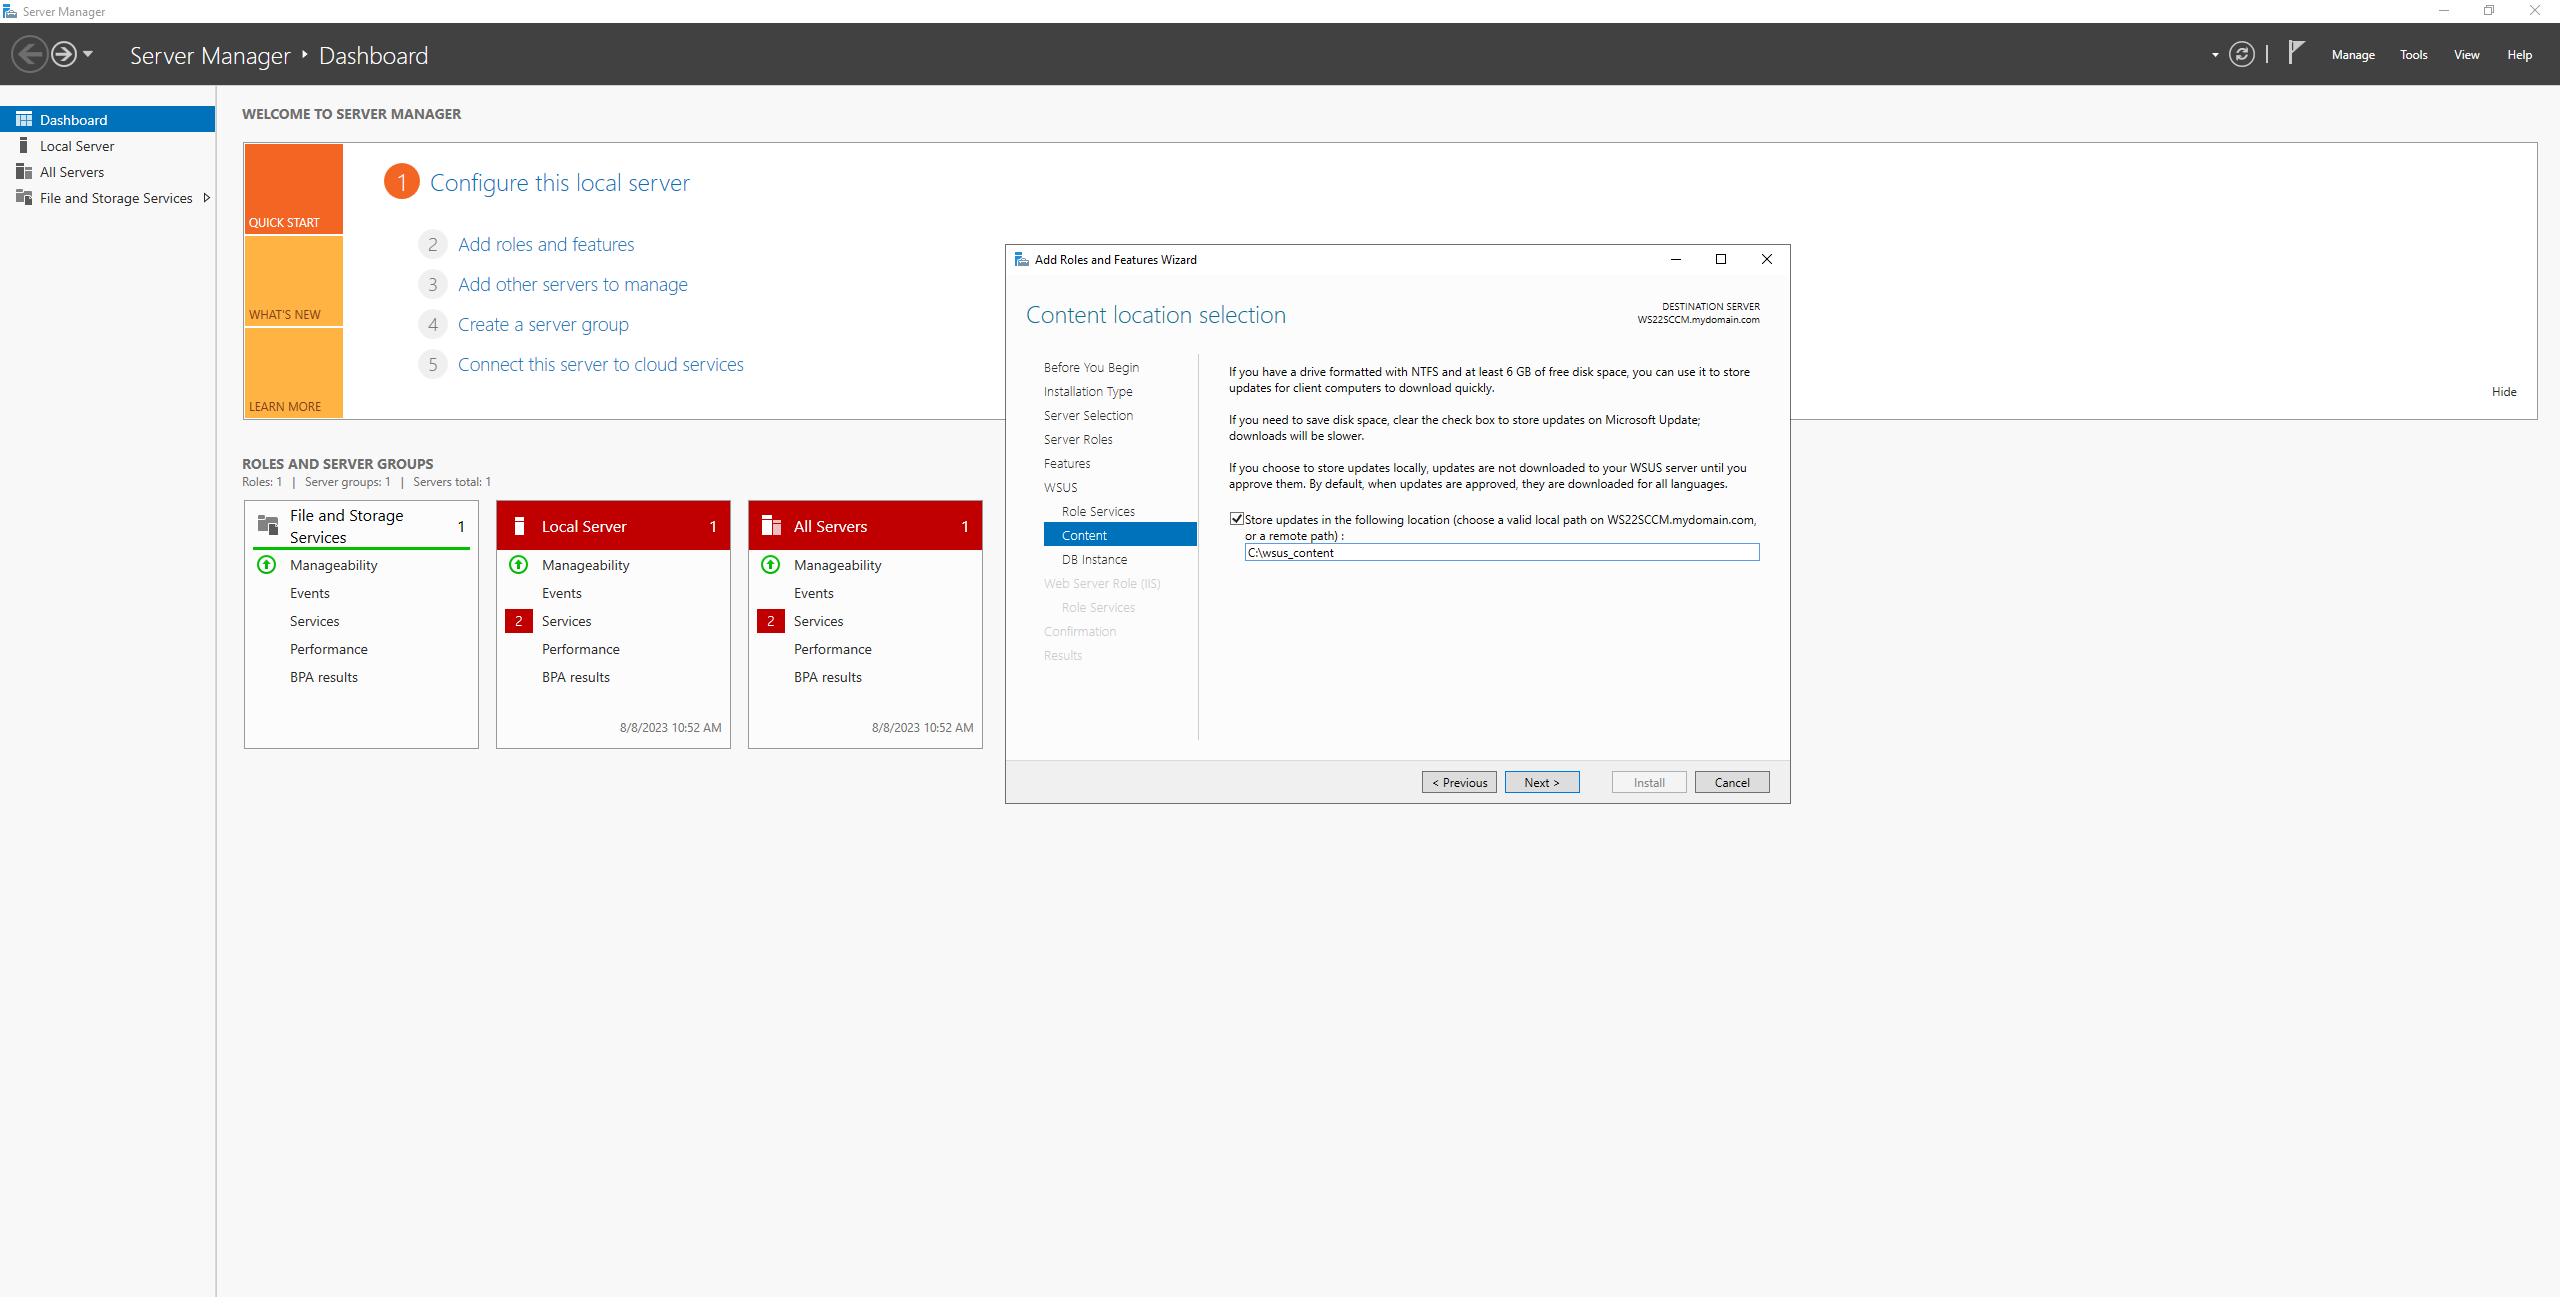 Server Manager
Server Manager ‣ Dashboard
Manage
Tools
View
Help
Dashboard
Local Server
All Servers
File and Storage Services
WELCOME TO SERVER MANAGER
QUICK START
WHAT'S NEW
LEARN MORE
1 Configure this local server
2 Add roles and features
3 Add other servers to manage
4 Create a server group
5 Connect this server to cloud services
Hide
ROLES AND SERVER GROUPS
Roles: 1 | Server groups: 1 | Servers total: 1
File and Storage
Services
1
Manageability
Events
Services
Performance
BPA results
Local Server 1
Manageability
Events
2 Services
Performance
BPA results
8/8/2023 10:52 AM
All Servers 1
Manageability
Events
2 Services
Performance
BPA results
8/8/2023 10:52 AM
Add Roles and Features Wizard
Content location selection
DESTINATION SERVER
WS22SCCM.mydomain.com
Before You Begin
Installation Type
Server Selection
Server Roles
Features
WSUS
Role Services
Content
DB Instance
Web Server Role (IIS)
Role Services
Confirmation
Results
If you have a drive formatted with NTFS and at least 6 GB of free disk space, you can use it to store
updates for client computers to download quickly.
If you need to save disk space, clear the check box to store updates on Microsoft Update;
downloads will be slower.
If you choose to store updates locally, updates are not downloaded to your WSUS server until you
approve them. By default, when updates are approved, they are downloaded for all languages.
Store updates in the following location (choose a valid local path on WS22SCCM.mydomain.com,
or a remote path) :
C:\wsus_content
< Previous
Next >
Install
Cancel